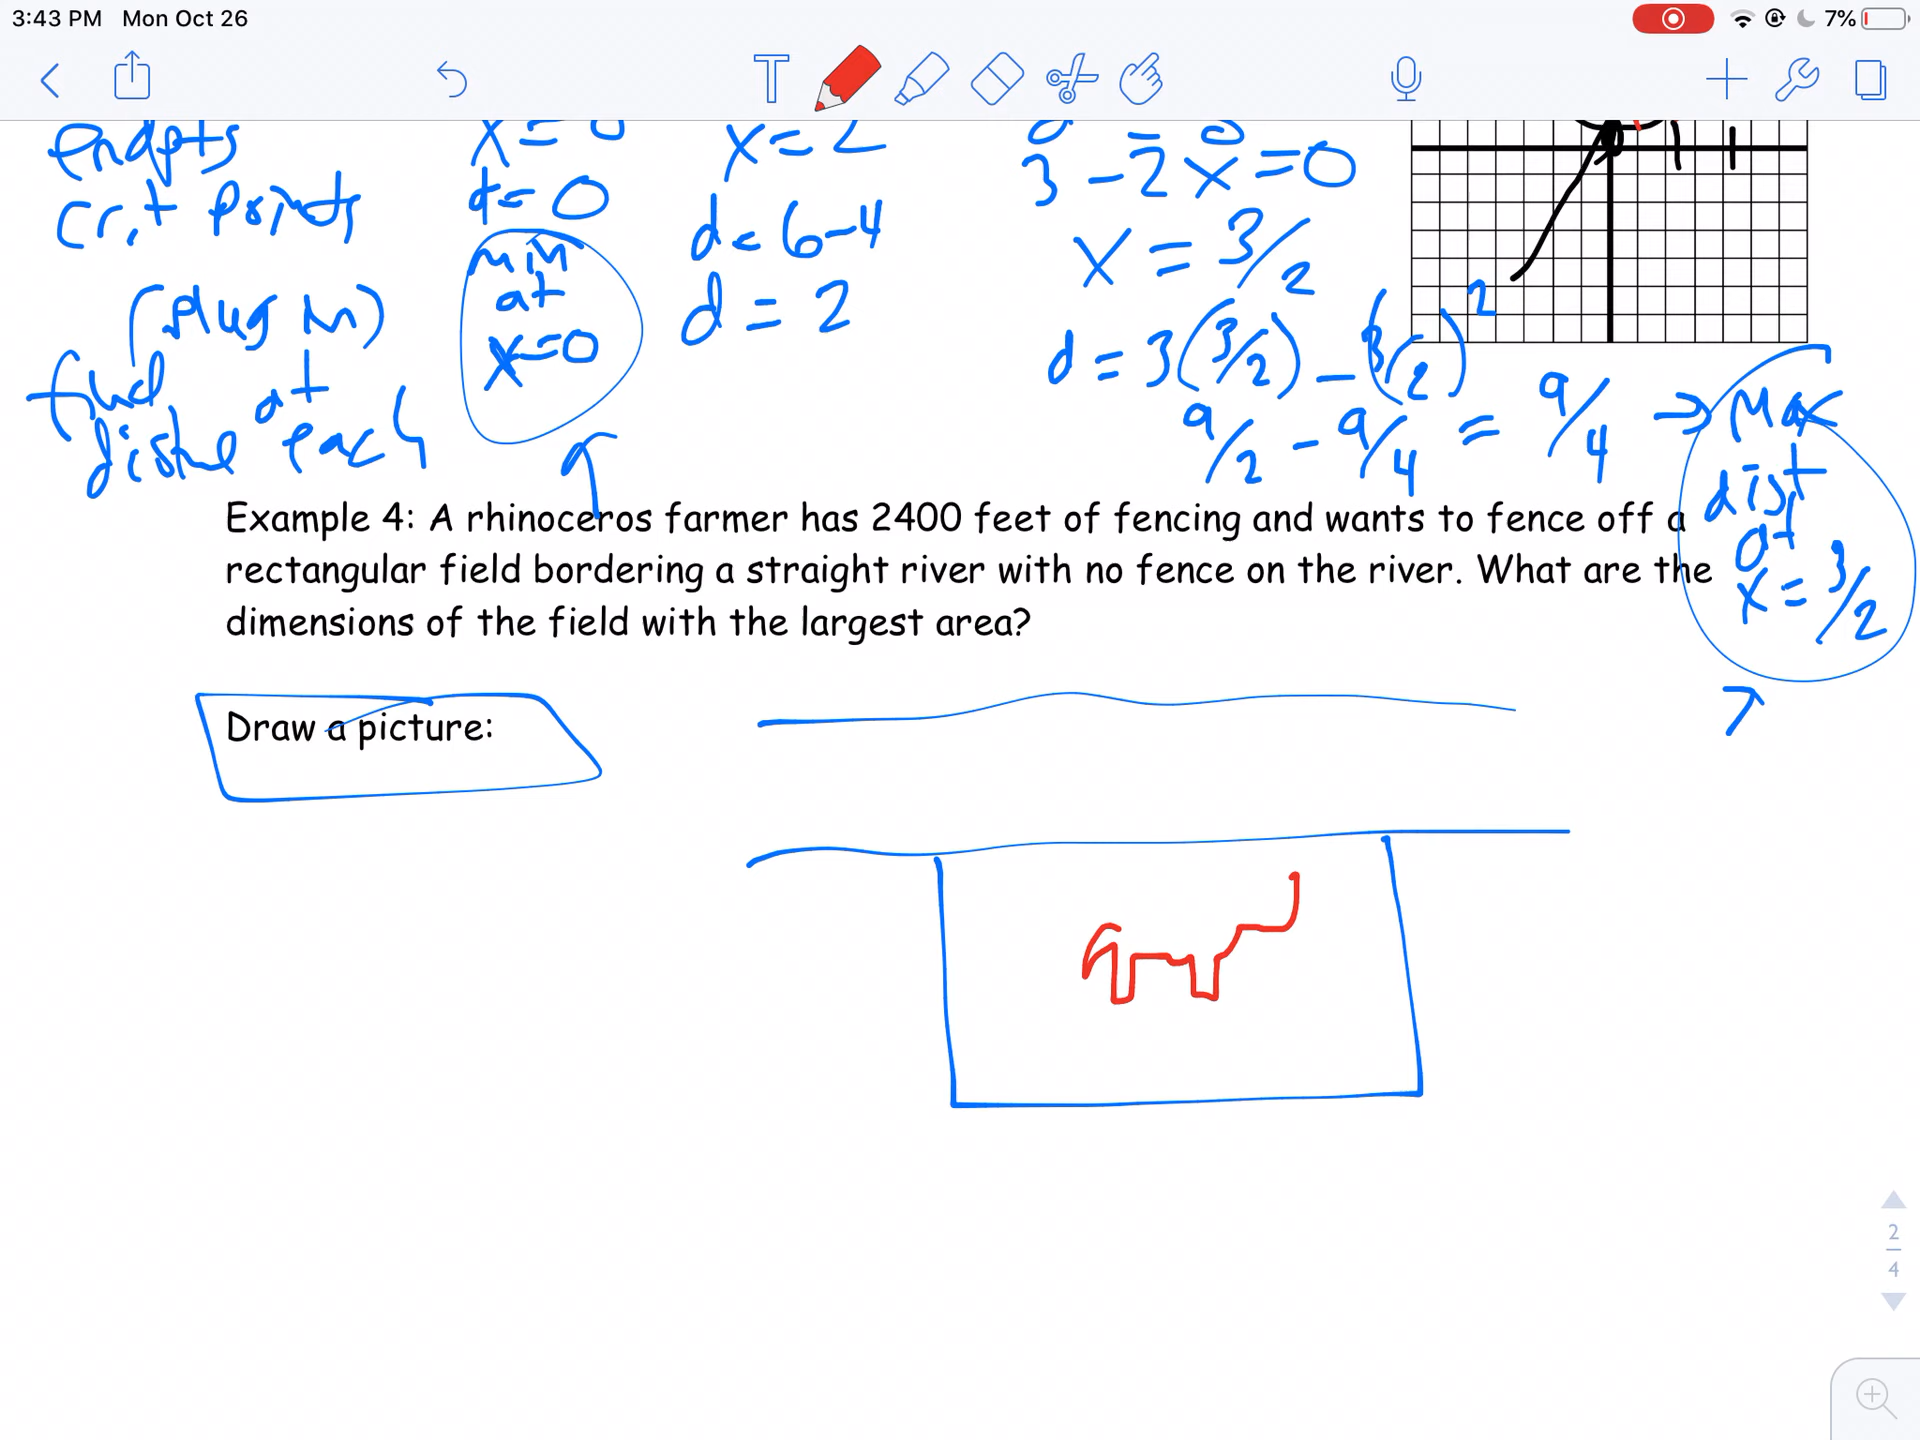 3:43 PM Mon Oct 26
7%
T
endpts
crit points
(plug in)
find
distne at
each
x=0
d=0
min
at
x=0
x=2
d= 6-4
d=2
3-2x=0
x=3/2
d=3(3/2)-(3/2)²
9/2-9/4=9/4 → Max
dist
at
x=3/2
Example 4: A rhinoceros farmer has 2400 feet of fencing and wants to fence off a
rectangular field bordering a straight river with no fence on the river. What are the
dimensions of the field with the largest area?
Draw a picture:
2
4